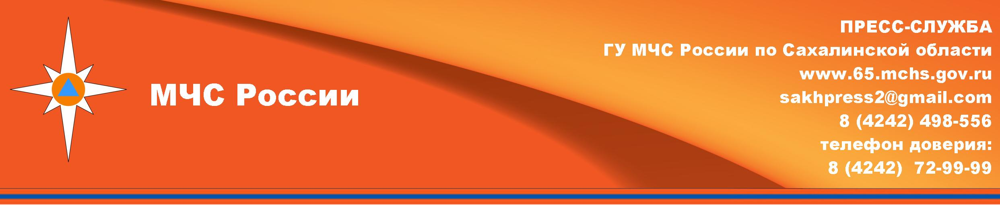 МЧС России
ПРЕСС-СЛУЖБА
ГУ МЧС России по Сахалинской области
www.65.mchs.gov.ru
sakhpress2@gmail.com
8 (4242) 498-556
телефон доверия:
8 (4242) 72-99-99